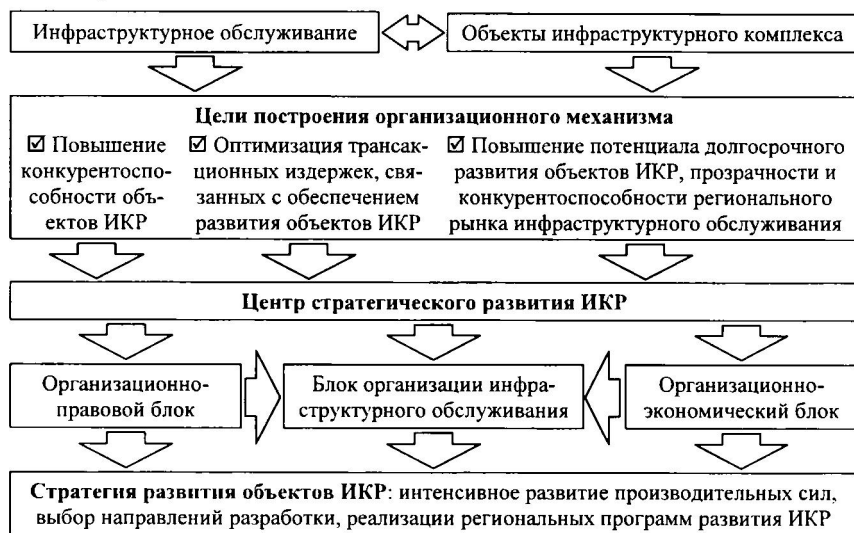 Инфраструктурное обслуживание
Объекты инфраструктурного комплекса
Цели построения организационного механизма
☑ Повышение
конкурентоспо-
собности объ-
ектов ИКР
☑ Оптимизация трансак-
ционных издержек, свя-
занных с обеспечением
развития объектов ИКР
☑ Повышение потенциала долгосрочного
развития объектов ИКР, прозрачности и
конкурентоспособности регионального
рынка инфраструктурного обслуживания
Центр стратегического развития ИКР
Организационно-
правовой блок
Блок организации инфра-
структурного обслуживания
Организационно-
экономический блок
Стратегия развития объектов ИКР: интенсивное развитие производительных сил,
выбор направлений разработки, реализации региональных программ развития ИКР